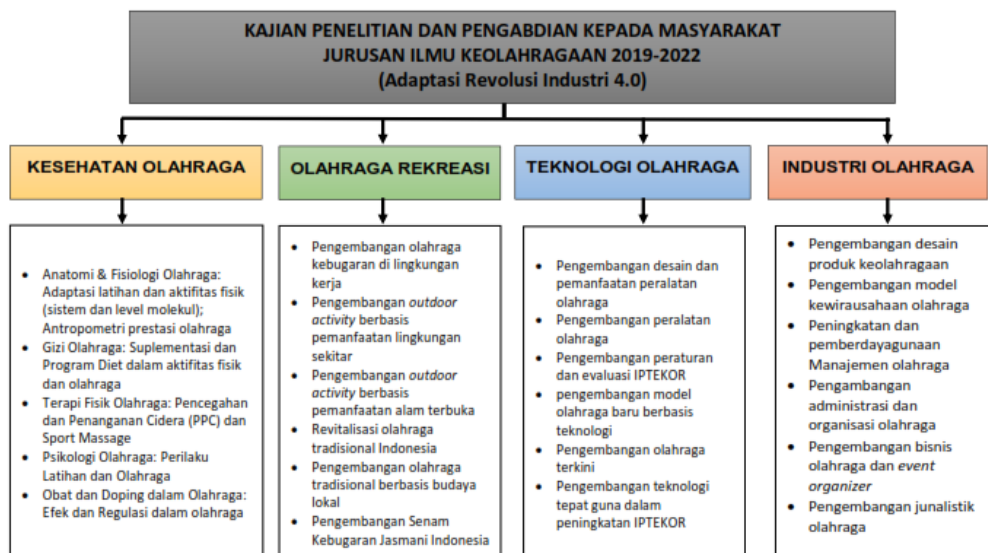 KAJIAN PENELITIAN DAN PENGABDIAN KEPADA MASYARAKAT
JURUSAN ILMU KEOLAHRAGAAN 2019-2022
(Adaptasi Revolusi Industri 4.0)
KESEHATAN OLAHRAGA
• Anatomi & Fisiologi Olahraga:
Adaptasi latihan dan aktifitas fisik
(sistem dan level molekul);
Antropometri prestasi olahraga
• Gizi Olahraga: Suplementasi dan
Program Diet dalam aktifitas fisik
dan olahraga
• Terapi Fisik Olahraga: Pencegahan
dan Penanganan Cidera (PPC) dan
Sport Massage
• Psikologi Olahraga: Perilaku
Latihan dan Olahraga
• Obat dan Doping dalam Olahraga:
Efek dan Regulasi dalam olahraga
OLAHRAGA REKREASI
• Pengembangan olahraga
kebugaran di lingkungan
kerja
• Pengembangan outdoor
activity berbasis
pemanfaatan lingkungan
sekitar
• Pengembangan outdoor
activity berbasis
pemanfaatan alam terbuka
• Revitalisasi olahraga
tradisional Indonesia
• Pengembangan olahraga
tradisional berbasis budaya
lokal
• Pengembangan Senam
Kebugaran Jasmani Indonesia
TEKNOLOGI OLAHRAGA
• Pengembangan desain dan
pemanfaatan peralatan
olahraga
• Pengembangan peralatan
olahraga
• Pengembangan peraturan
dan evaluasi IPTEKOR
• pengembangan model
olahraga baru berbasis
teknologi
• Pengembangan olahraga
terkini
• Pengembangan teknologi
tepat guna dalam
peningkatan IPTEKOR
INDUSTRI OLAHRAGA
• Pengembangan desain
produk keolahragaan
• Pengembangan model
kewirausahaan olahraga
• Peningkatan dan
pemberdayagunaan
Manajemen olahraga
• Pengambangan
administrasi dan
organisasi olahraga
• Pengembangan bisnis
olahraga dan event
organizer
• Pengembangan junalistik
olahraga